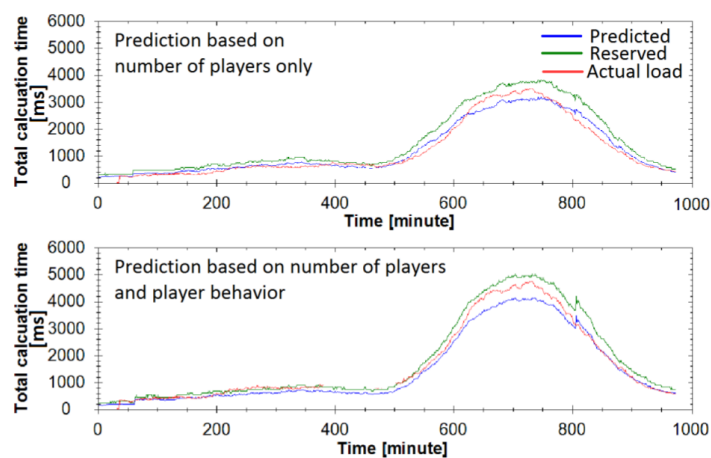 6000
5000
4000
3000
2000
1000
0
Total calcuation time
[ms]
Prediction based on
number of players only
Predicted
Reserved
Actual load
0 200 400 600 800 1000
Time [minute]
6000
5000
4000
3000
2000
1000
0
Total calcuation time
[ms]
Prediction based on number of players
and player behavior
0 200 400 600 800 1000
Time [minute]